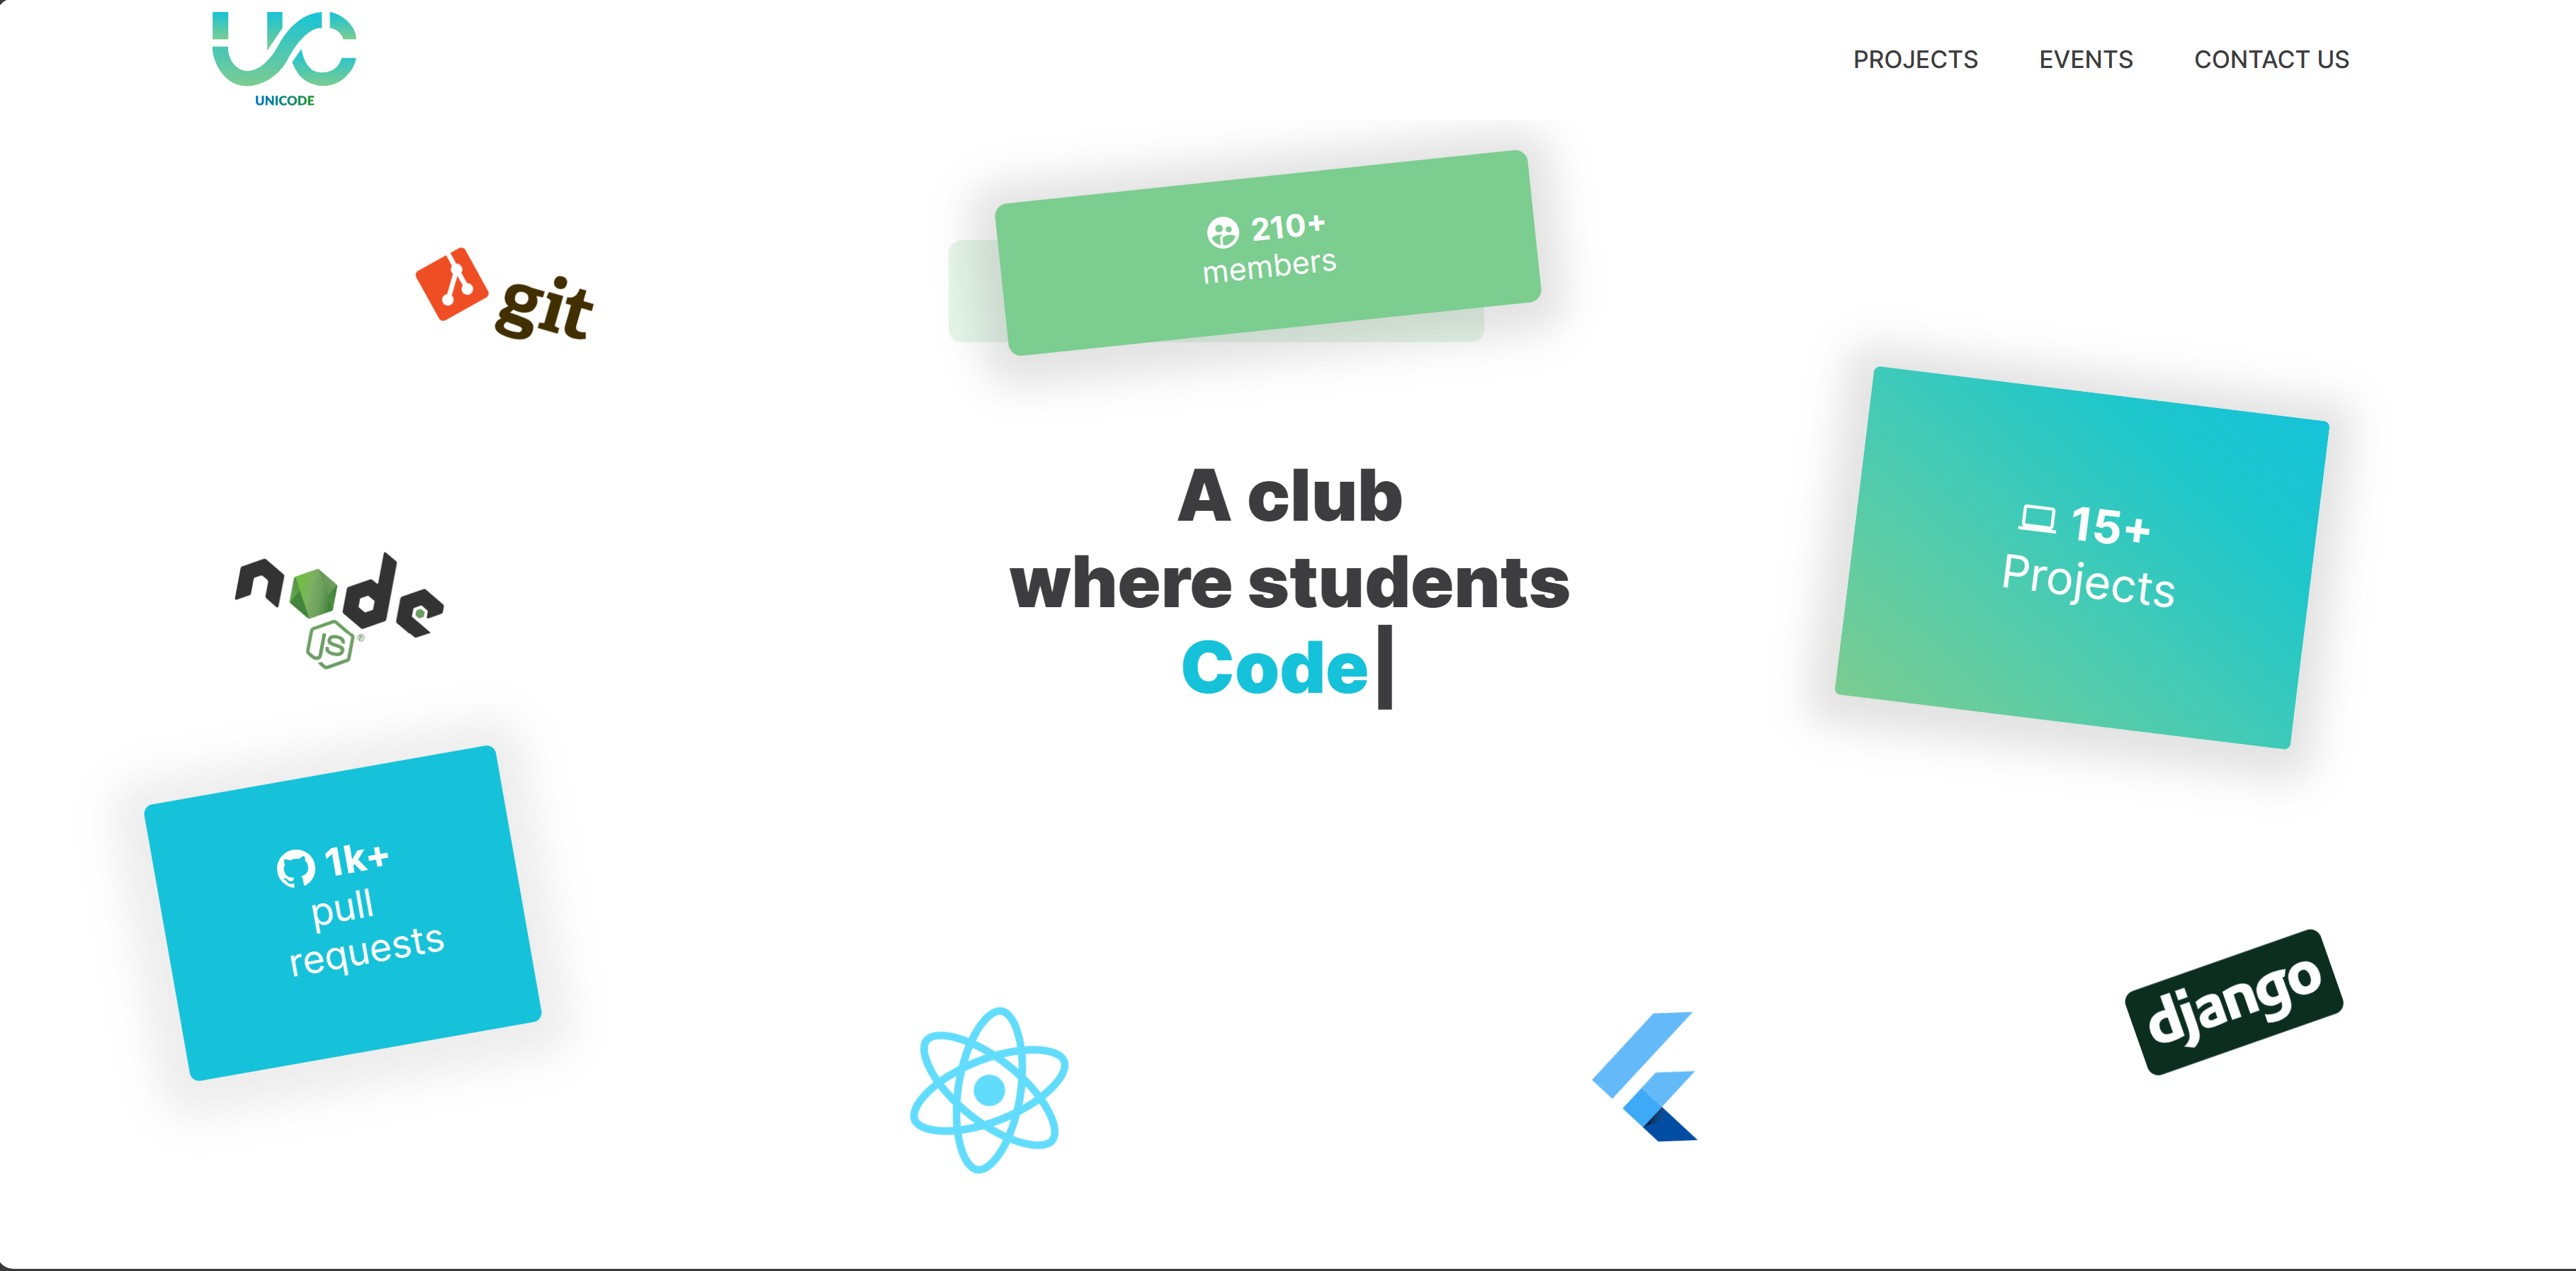 UC
UNICODE
PROJECTS EVENTS CONTACT US
210+
members
git
A club
where students
Code
15+
Projects
node
JS®
1k+
pull
requests
django